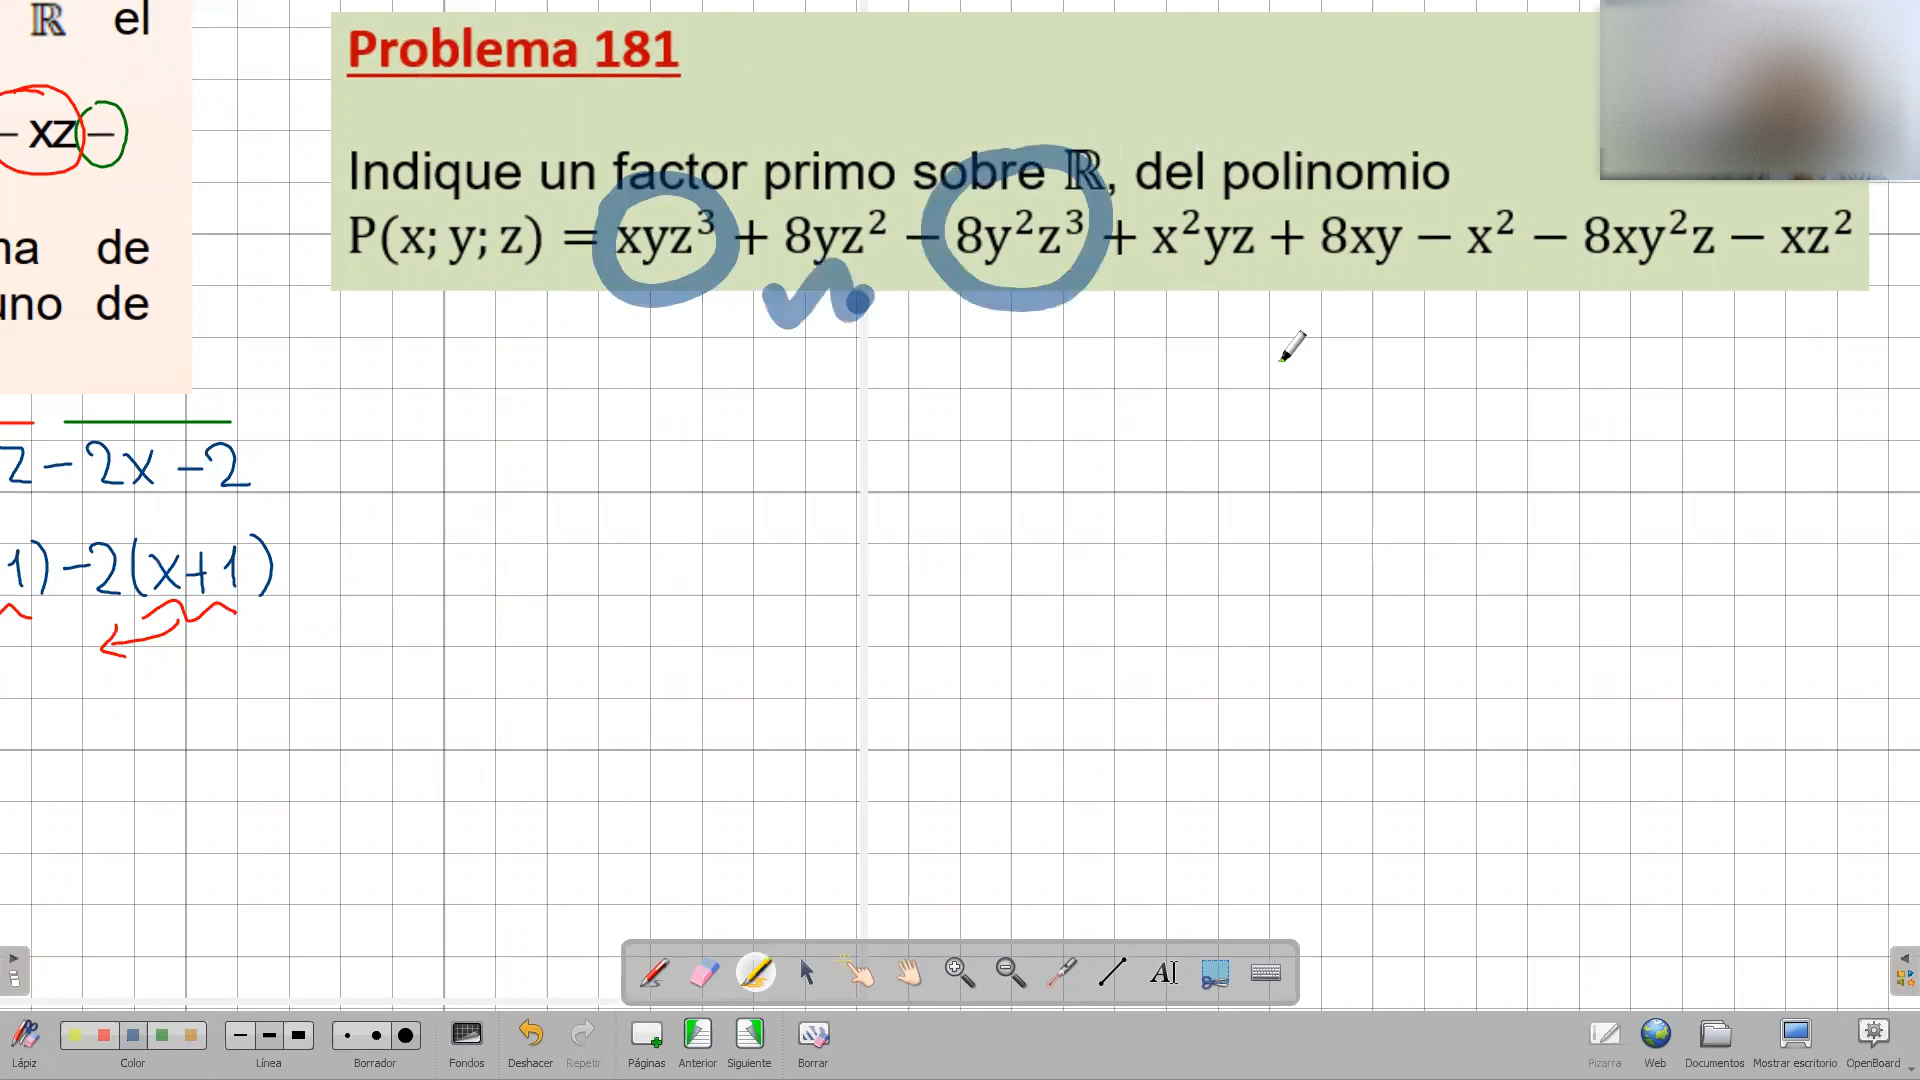 ℝ el
– xz –
na de
uno de
z – 2x – 2
1) – 2(x + 1)
Problema 181
Indique un factor primo sobre ℝ, del polinomio
P(x; y; z) = xyz³ + 8yz² − 8y²z³ + x²yz + 8xy − x² − 8xy²z − xz²
Lápiz Color Línea Borrador Fondos Deshacer Repetir Páginas Anterior Siguiente Borrar Pizarra Web Documentos Mostrar escritorio OpenBoard